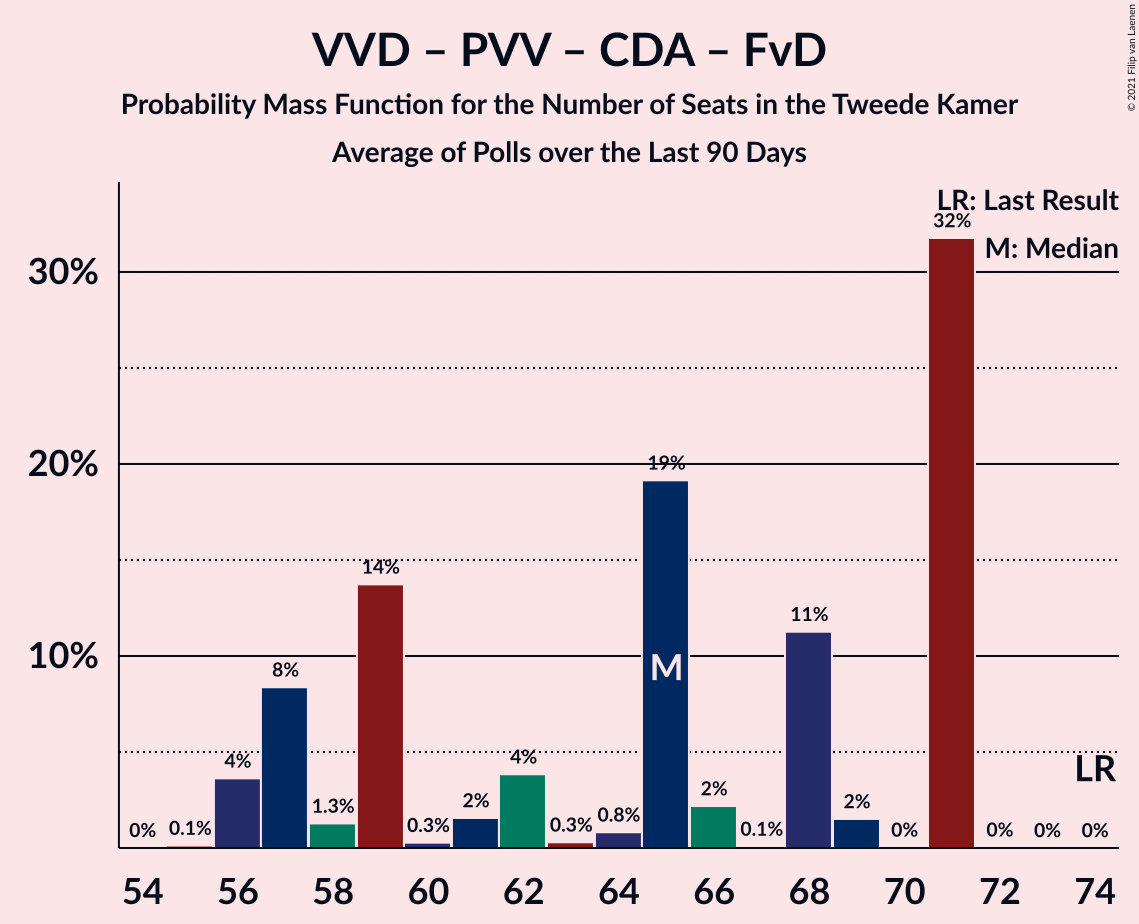 VVD – PVV – CDA – FvD
Probability Mass Function for the Number of Seats in the Tweede Kamer
Average of Polls over the Last 90 Days
© 2021 Filip van Laenen
LR: Last Result
M: Median
30%
20%
10%
0% 0.1% 4% 8% 1.3% 14% 0.3% 2% 4% 0.3% 0.8% 19% 2% 0.1% 11% 2% 0% 32% 0% 0% 0%
M
LR
54 56 58 60 62 64 66 68 70 72 74